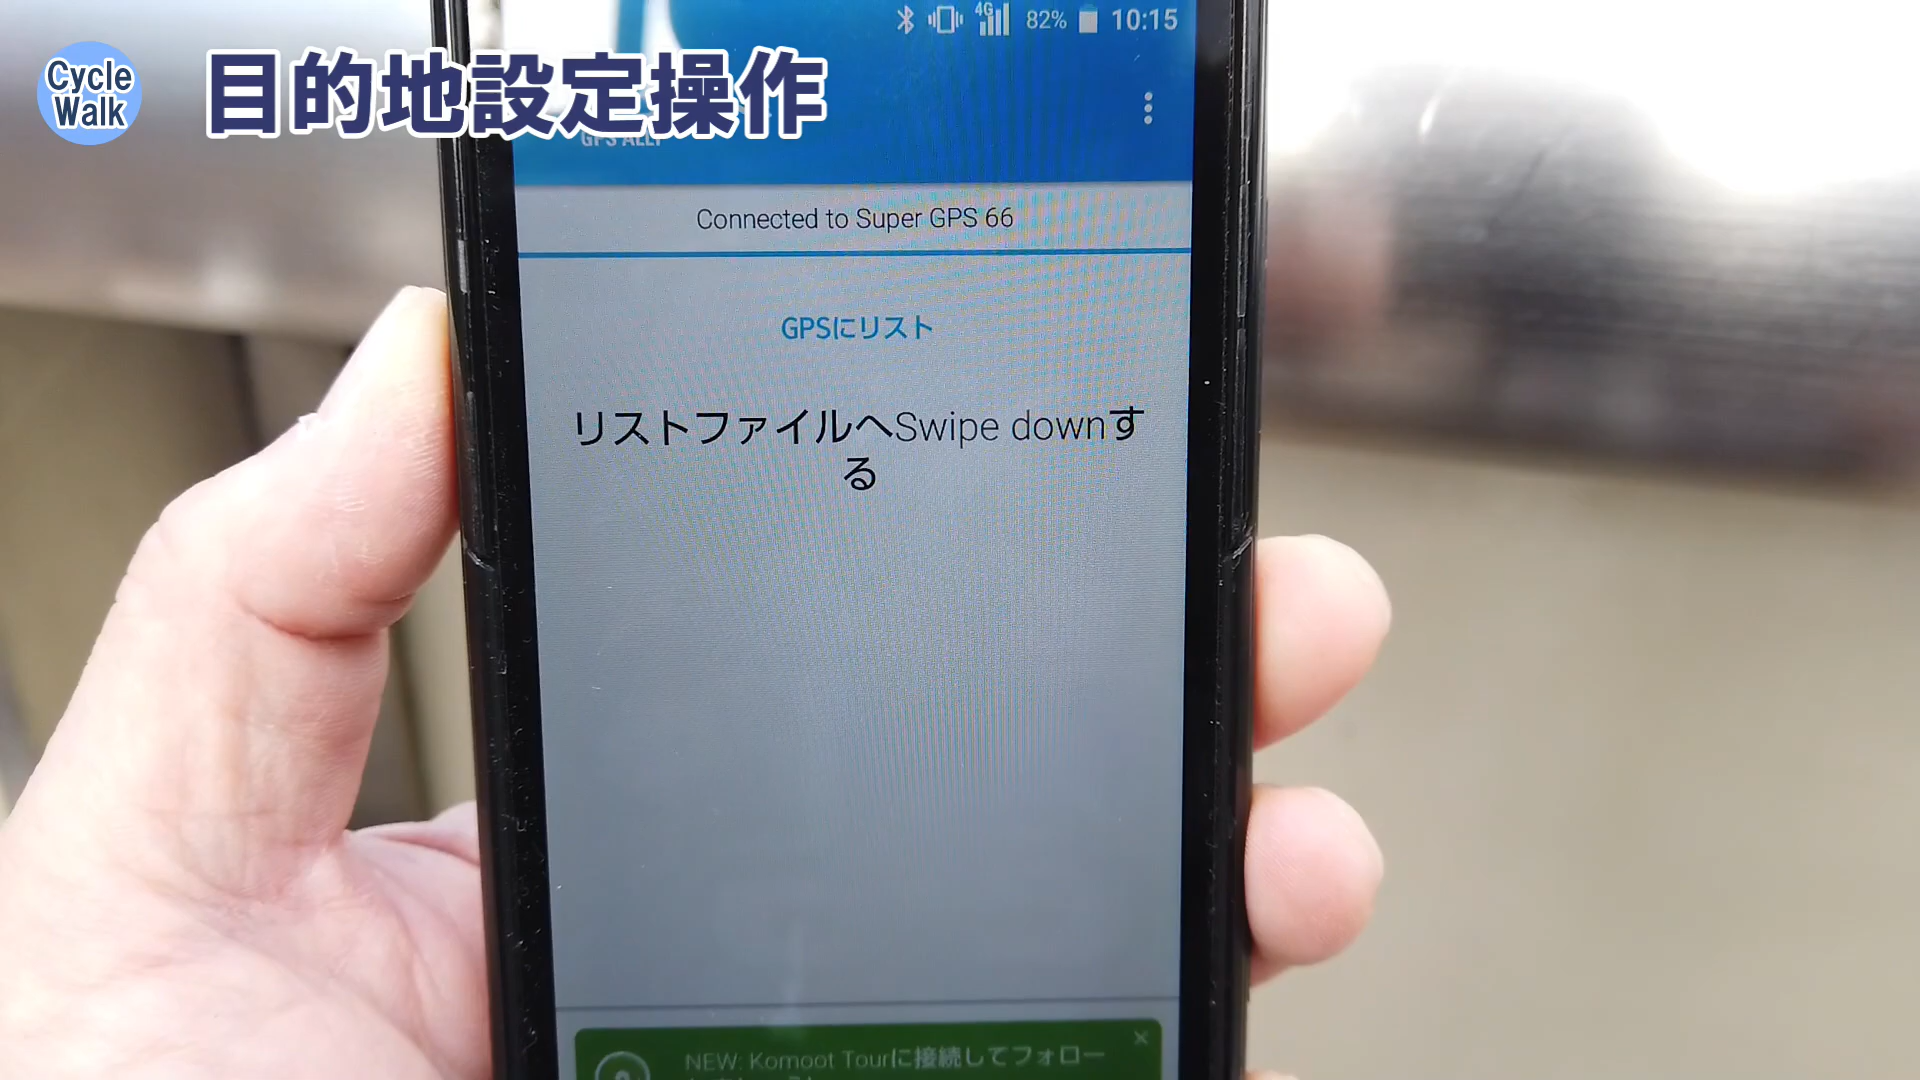 Cycle
Walk
目的地設定操作
4G
82%
10:15
GPS ALLY
Connected to Super GPS 66
GPSにリスト
リストファイルへSwipe downす
る
NEW: Komoot Tourに接続してフォロー